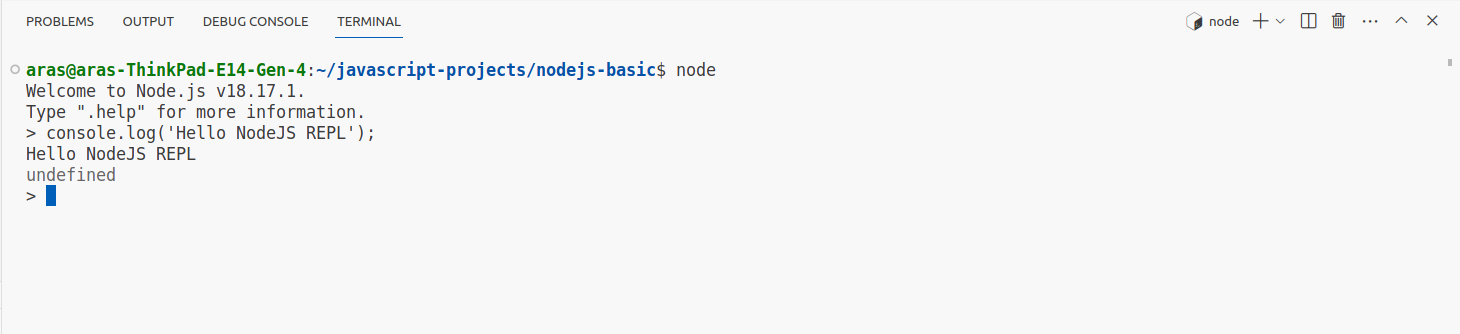 PROBLEMS OUTPUT DEBUG CONSOLE TERMINAL node
aras@aras-ThinkPad-E14-Gen-4:~/javascript-projects/nodejs-basic$ node
Welcome to Node.js v18.17.1.
Type ".help" for more information.
> console.log('Hello NodeJS REPL');
Hello NodeJS REPL
undefined
>